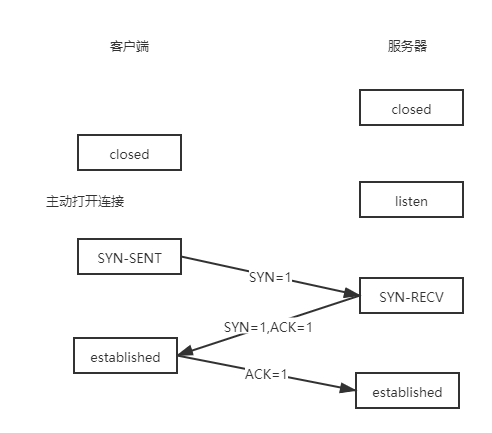 客户端
服务器
closed
closed
主动打开连接
listen
SYN-SENT
SYN=1
SYN-RECV
SYN=1,ACK=1
established
ACK=1
established